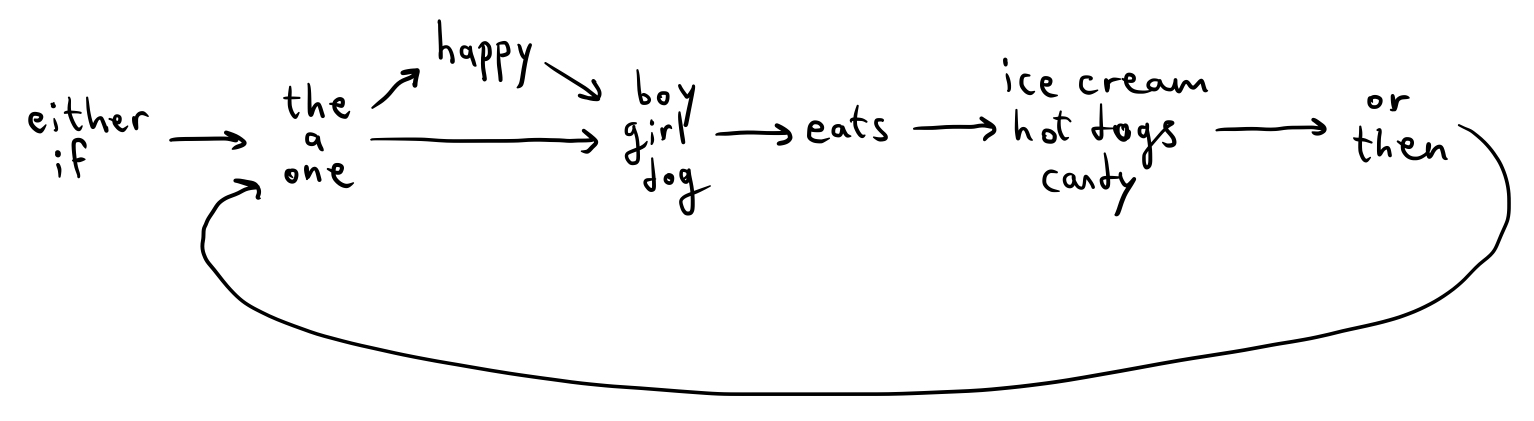 either
if
the
a
one
happy
boy
girl
dog
eats
ice cream
hot dogs
candy
or
then